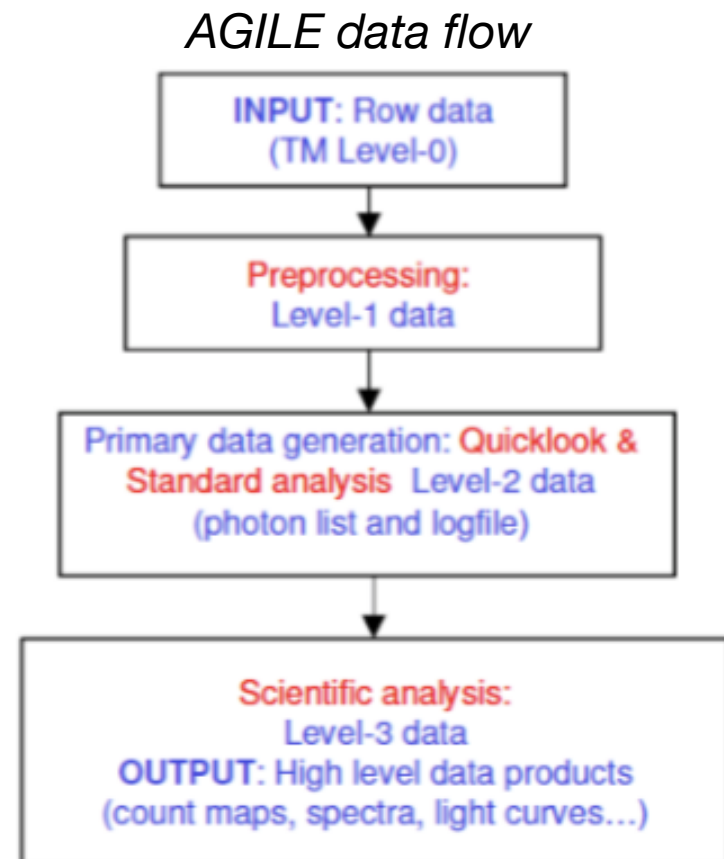 AGILE data flow
INPUT: Row data
(TM Level-0)
Preprocessing:
Level-1 data
Primary data generation: Quicklook &
Standard analysis Level-2 data
(photon list and logfile)
Scientific analysis:
Level-3 data
OUTPUT: High level data products
(count maps, spectra, light curves...)